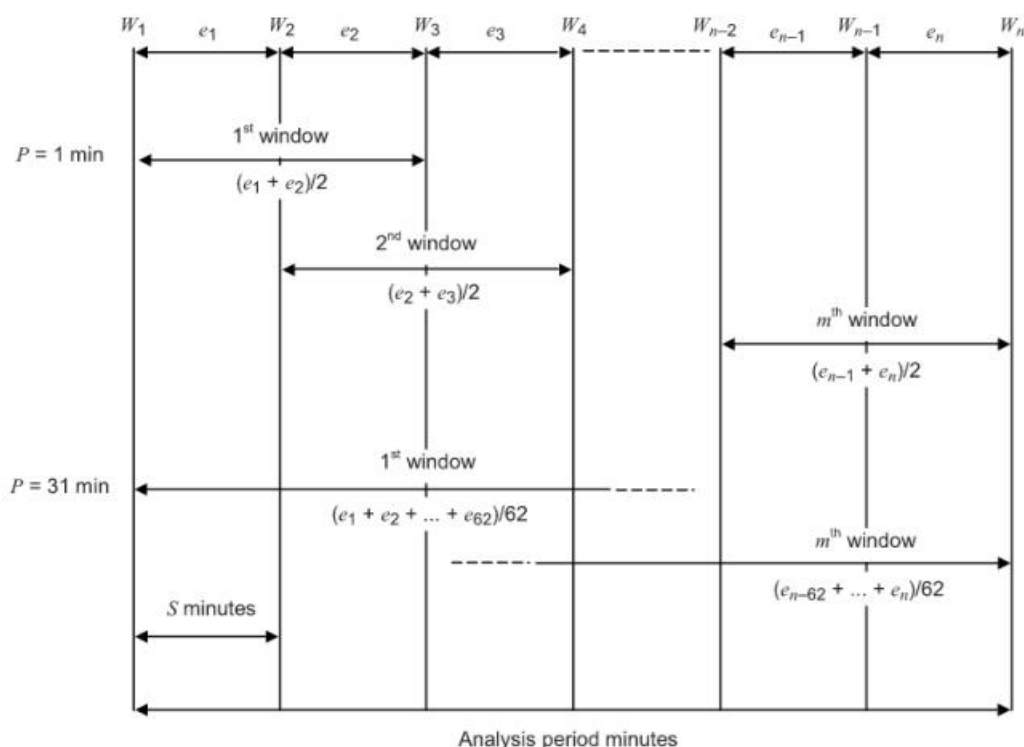 W₁ e₁ W₂ e₂ W₃ e₃ W₄ Wₙ₋₂ eₙ₋₁ Wₙ₋₁ eₙ Wₙ
1ˢᵗ window
P = 1 min
(e₁ + e₂)/2
2ⁿᵈ window
(e₂ + e₃)/2
mᵗʰ window
(eₙ₋₁ + eₙ)/2
1ˢᵗ window
P = 31 min
(e₁ + e₂ + ... + e₆₂)/62
mᵗʰ window
(eₙ₋₆₂ + ... + eₙ)/62
S minutes
Analysis period minutes